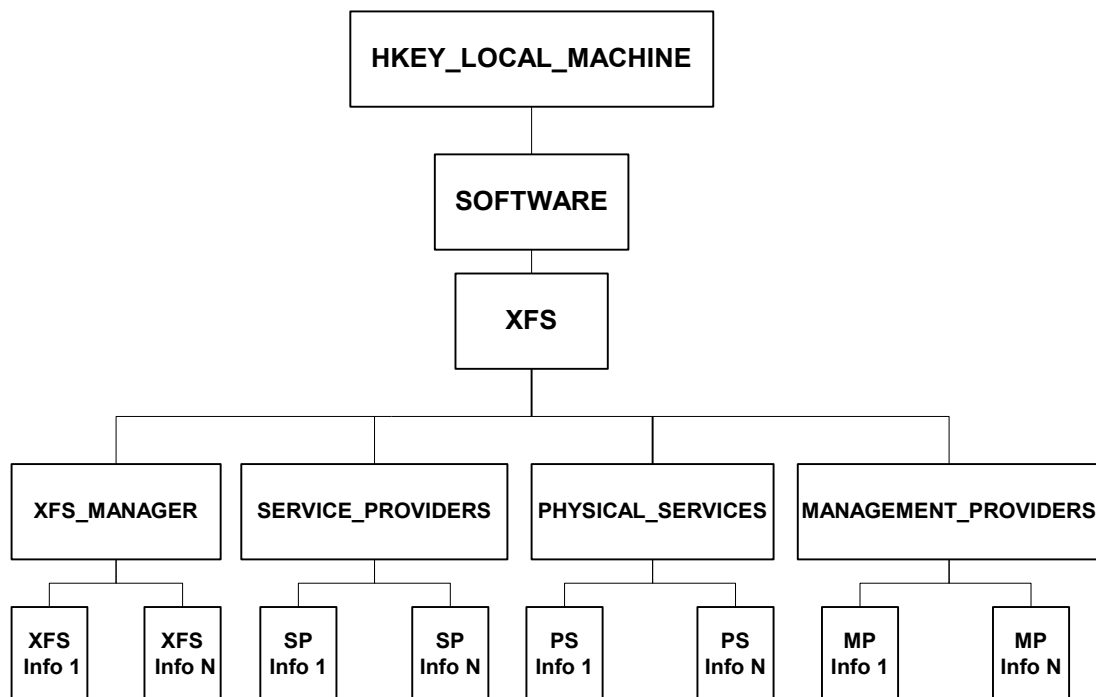 HKEY_LOCAL_MACHINE
SOFTWARE
XFS
XFS_MANAGER
SERVICE_PROVIDERS
PHYSICAL_SERVICES
MANAGEMENT_PROVIDERS
XFS
Info 1
XFS
Info N
SP
Info 1
SP
Info N
PS
Info 1
PS
Info N
MP
Info 1
MP
Info N